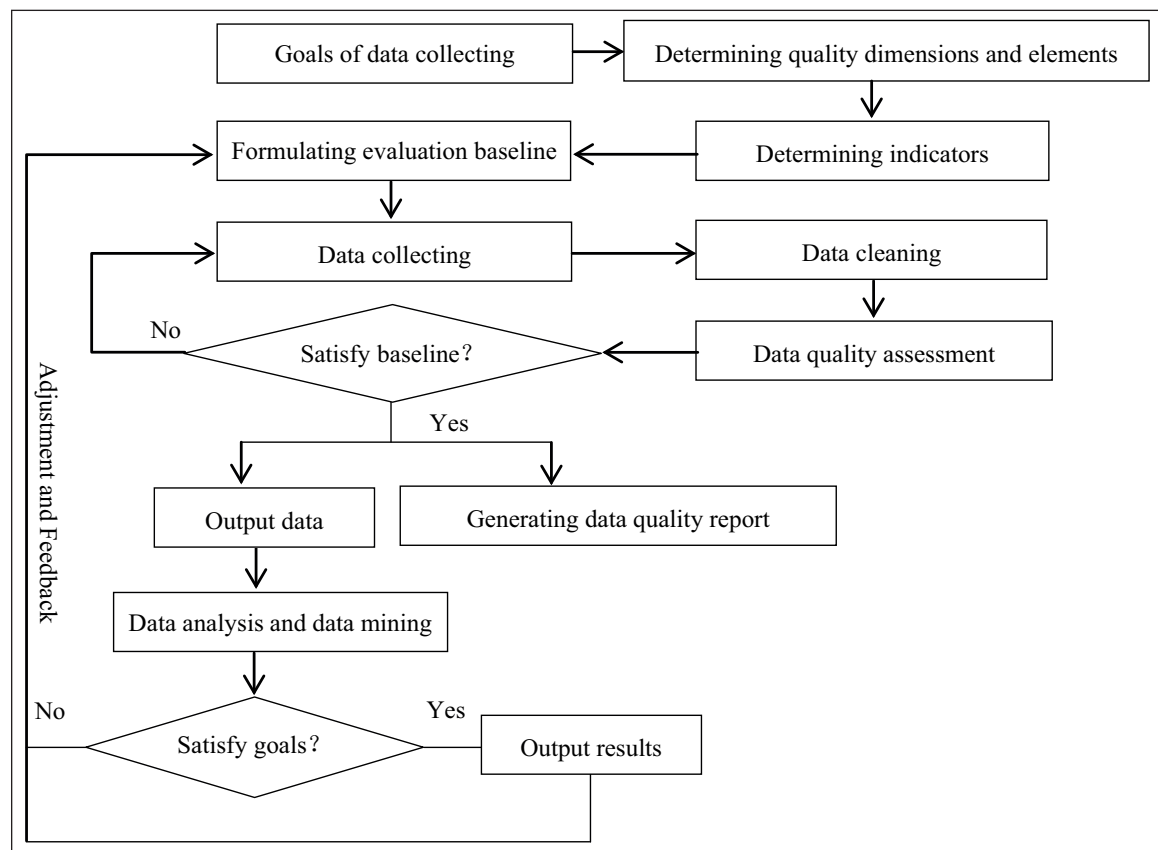 Goals of data collecting
Determining quality dimensions and elements
Formulating evaluation baseline
Determining indicators
Data collecting
Data cleaning
No
Satisfy baseline？
Data quality assessment
Adjustment and Feedback
Yes
Output data
Generating data quality report
Data analysis and data mining
No
Yes
Satisfy goals？
Output results